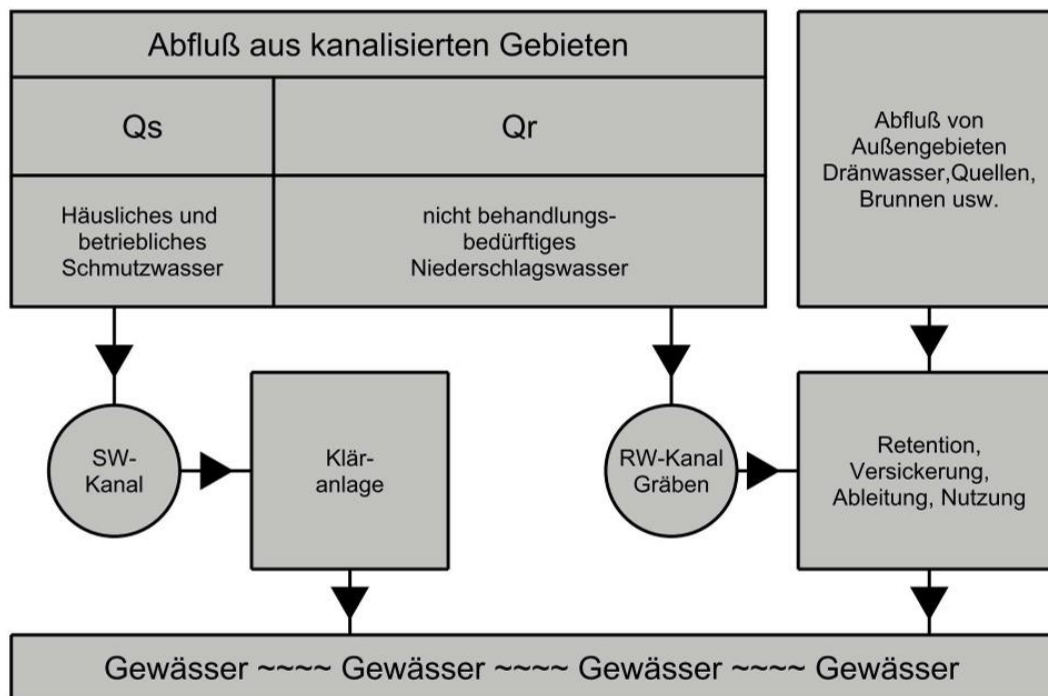 Abfluß aus kanalisierten Gebieten
Qs
Qr
Häusliches und
betriebliches
Schmutzwasser
nicht behandlungs-
bedürftiges
Niederschlagswasser
Abfluß von
Außengebieten
Dränwasser,Quellen,
Brunnen usw.
SW-
Kanal
Klär-
anlage
RW-Kanal
Gräben
Retention,
Versickerung,
Ableitung, Nutzung
Gewässer ~~~~ Gewässer ~~~~ Gewässer ~~~~ Gewässer